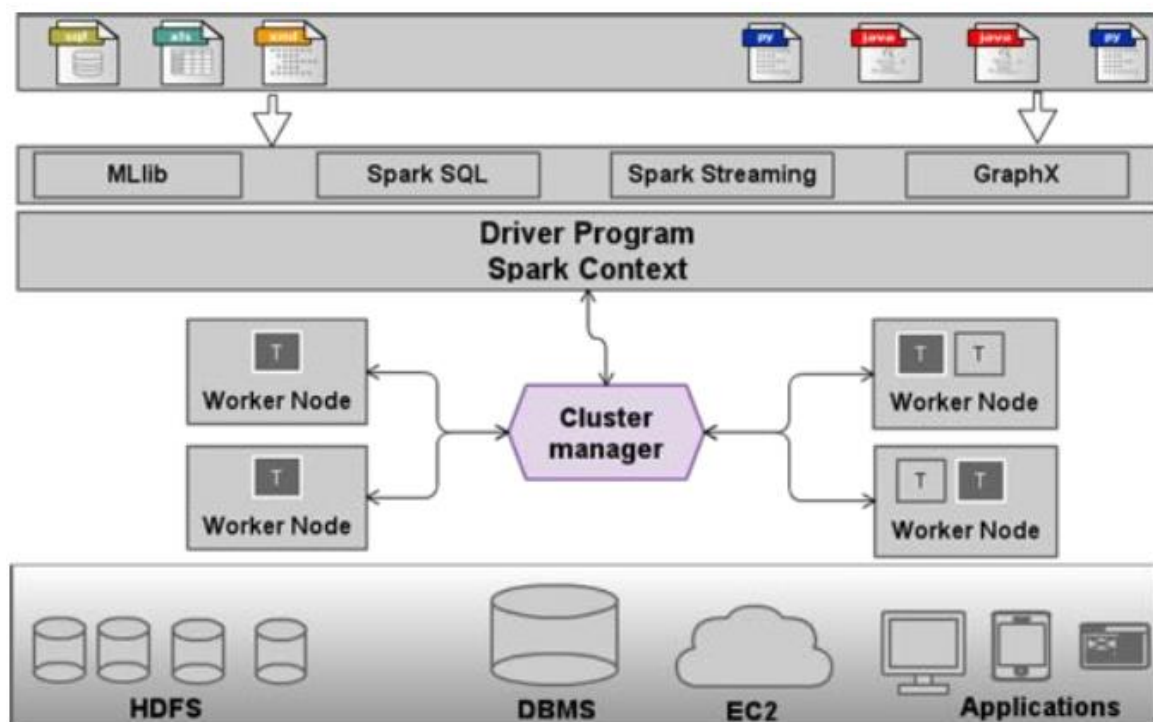 sql
xls
xml
py
java
java
py
MLlib
Spark SQL
Spark Streaming
GraphX
Driver Program
Spark Context
T
Worker Node
T T
Worker Node
Cluster
manager
T
Worker Node
T T
Worker Node
HDFS
DBMS
EC2
Applications